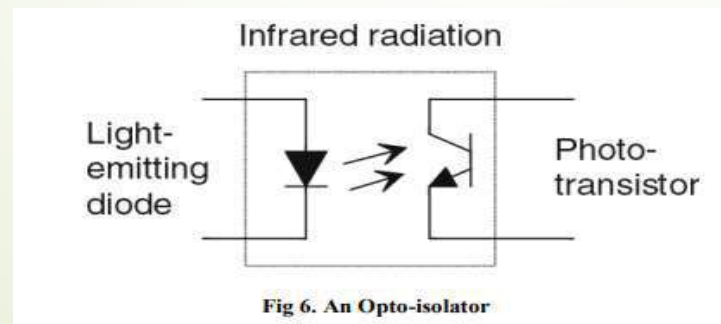 Infrared radiation
Light-
emitting
diode
Photo-
transistor
Fig 6. An Opto-isolator